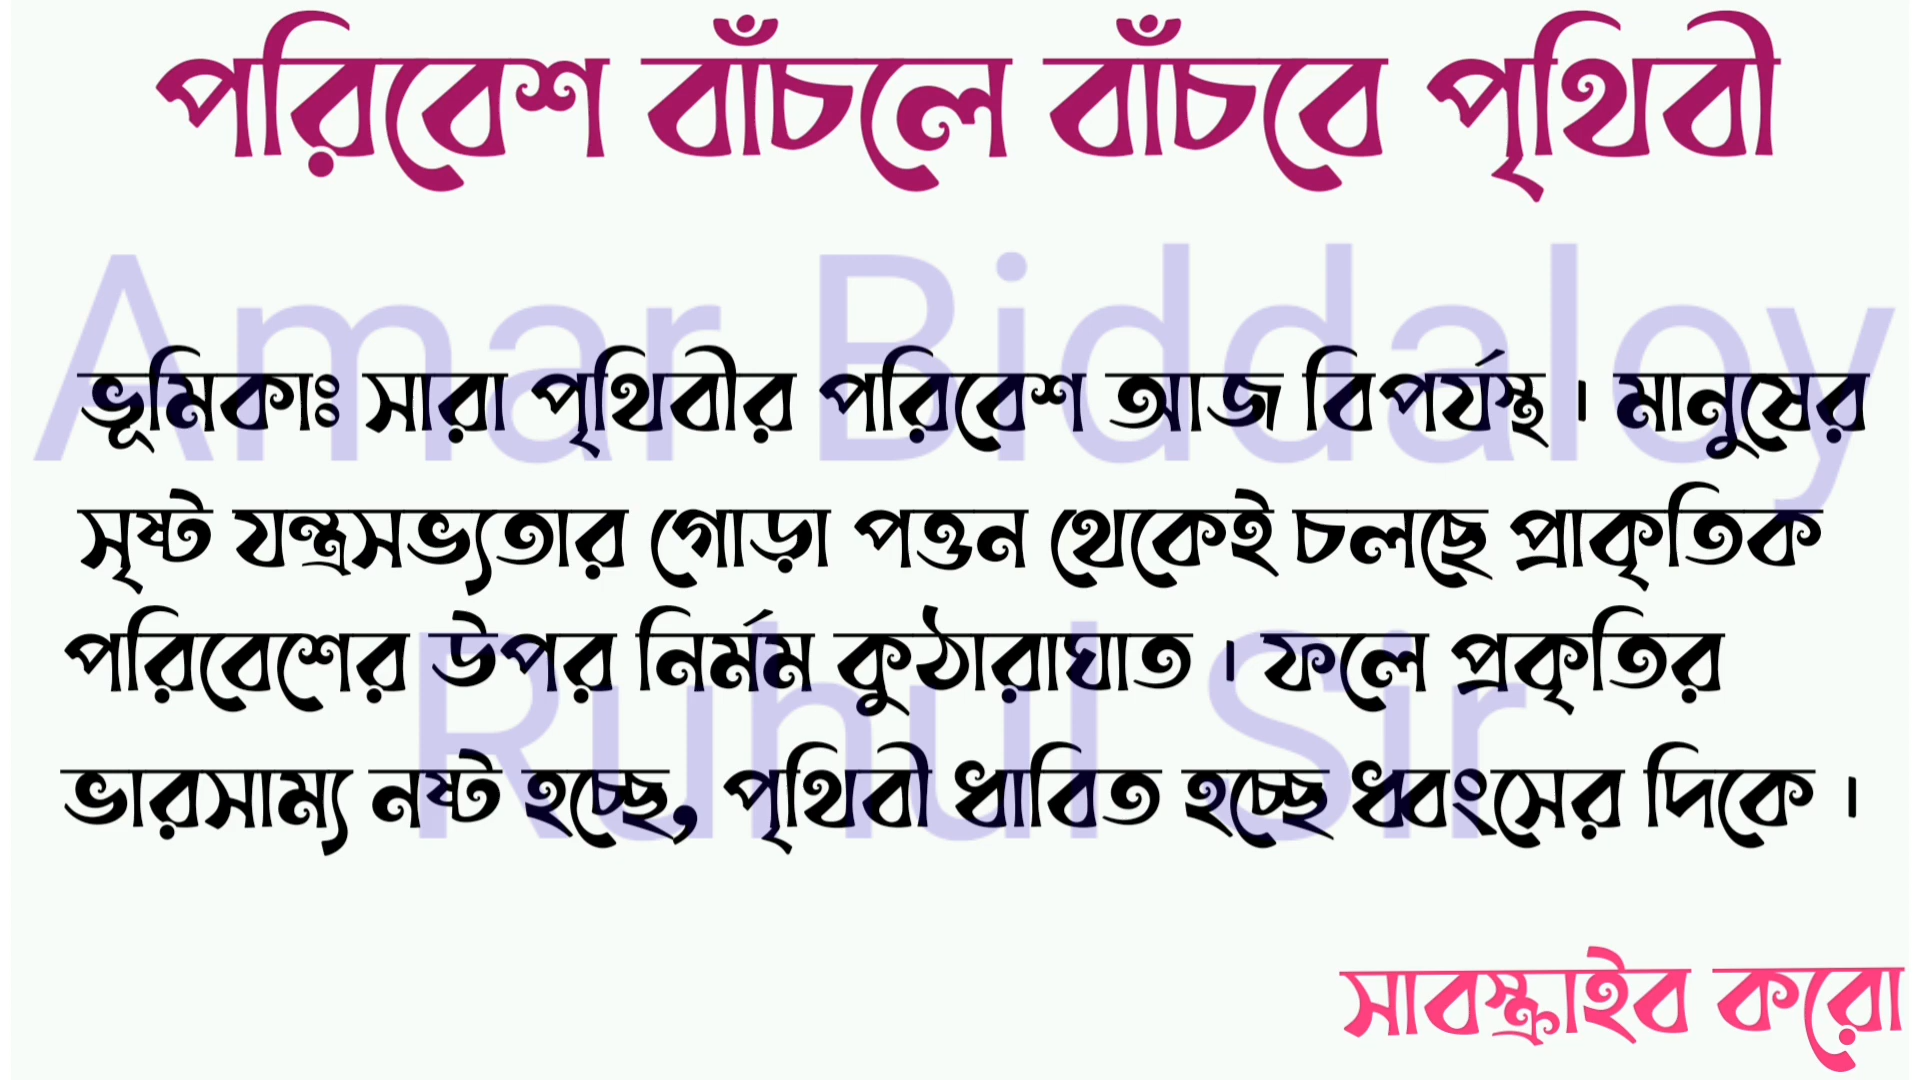 পরিবেশ বাঁচলে বাঁচবে পৃথিবী
Amar Biddaloy
ভূমিকাঃ সারা পৃথিবীর পরিবেশ আজ বিপর্যস্থ। মানুষের
সৃষ্ট যন্ত্রসভ্যতার গোড়া পত্তন থেকেই চলছে প্রাকৃতিক
পরিবেশের উপর নির্মম কুঠারাঘাত। ফলে প্রকৃতির
Ruhul Sir
ভারসাম্য নষ্ট হচ্ছে, পৃথিবী ধাবিত হচ্ছে ধ্বংসের দিকে।
সাবস্ক্রাইব করো